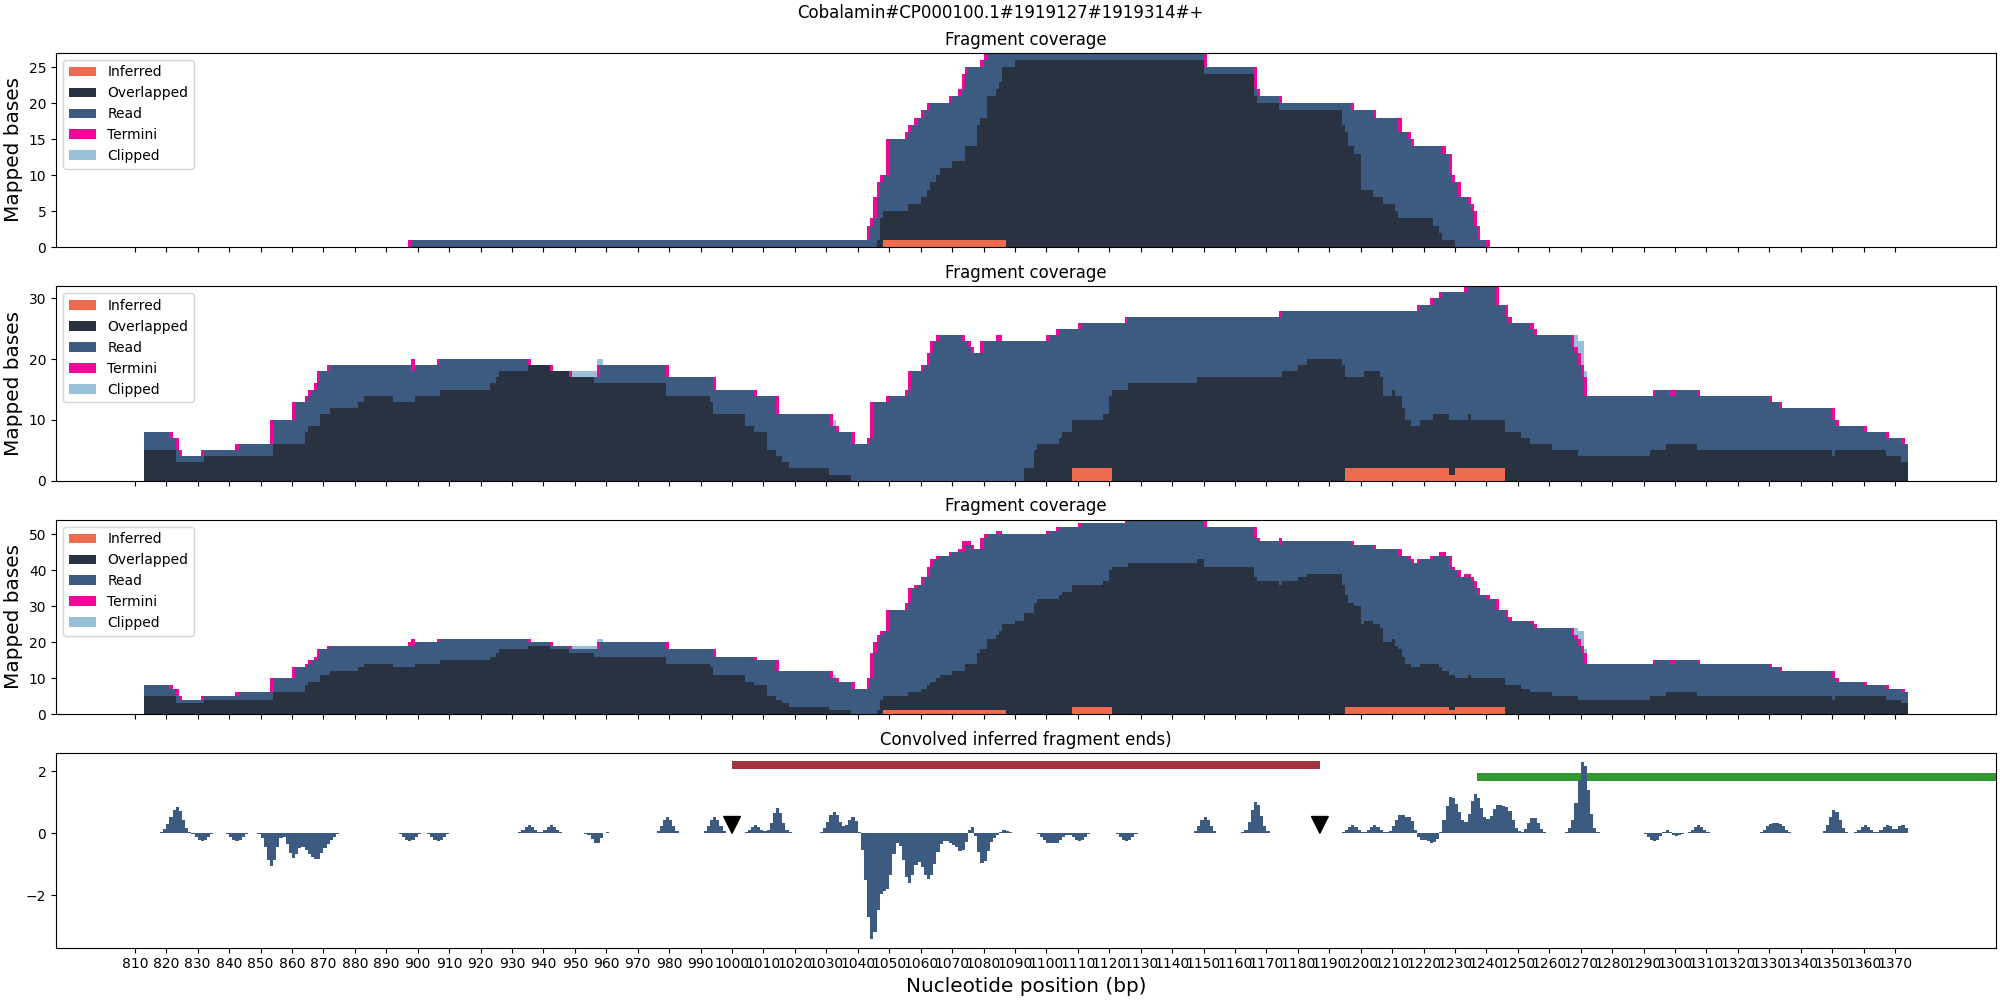 Cobalamin#CP000100.1#1919127#1919314#+
Fragment coverage
Mapped bases
25
20
15
10
5
0
Inferred
Overlapped
Read
Termini
Clipped
Fragment coverage
Mapped bases
30
20
10
0
Inferred
Overlapped
Read
Termini
Clipped
Fragment coverage
Mapped bases
50
40
30
20
10
0
Inferred
Overlapped
Read
Termini
Clipped
Convolved inferred fragment ends)
2
0
−2
810 820 830 840 850 860 870 880 890 900 910 920 930 940 950 960 970 980 990 1000 1010 1020 1030 1040 1050 1060 1070 1080 1090 1100 1110 1120 1130 1140 1150 1160 1170 1180 1190 1200 1210 1220 1230 1240 1250 1260 1270 1280 1290 1300 1310 1320 1330 1340 1350 1360 1370
Nucleotide position (bp)